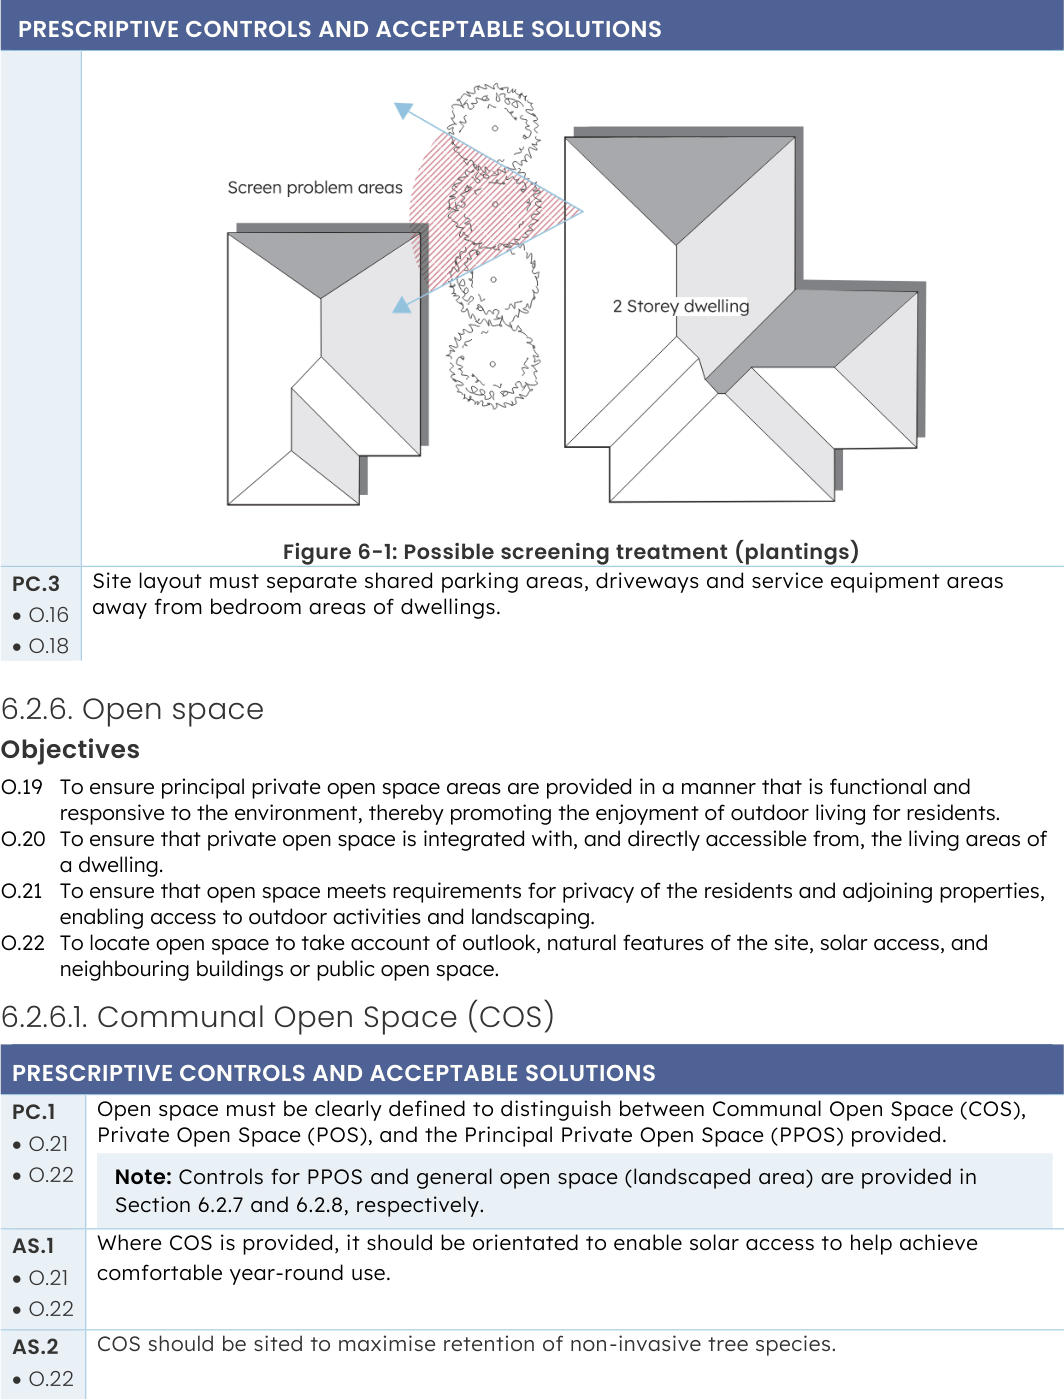 PRESCRIPTIVE CONTROLS AND ACCEPTABLE SOLUTIONS
Screen problem areas
2 Storey dwelling
Figure 6-1: Possible screening treatment (plantings)
PC.3
• O.16
• O.18
Site layout must separate shared parking areas, driveways and service equipment areas
away from bedroom areas of dwellings.
6.2.6. Open space
Objectives
O.19 To ensure principal private open space areas are provided in a manner that is functional and
responsive to the environment, thereby promoting the enjoyment of outdoor living for residents.
O.20 To ensure that private open space is integrated with, and directly accessible from, the living areas of
a dwelling.
O.21 To ensure that open space meets requirements for privacy of the residents and adjoining properties,
enabling access to outdoor activities and landscaping.
O.22 To locate open space to take account of outlook, natural features of the site, solar access, and
neighbouring buildings or public open space.
6.2.6.1. Communal Open Space (COS)
PRESCRIPTIVE CONTROLS AND ACCEPTABLE SOLUTIONS
PC.1
• O.21
• O.22
Open space must be clearly defined to distinguish between Communal Open Space (COS),
Private Open Space (POS), and the Principal Private Open Space (PPOS) provided.
Note: Controls for PPOS and general open space (landscaped area) are provided in
Section 6.2.7 and 6.2.8, respectively.
AS.1
• O.21
• O.22
Where COS is provided, it should be orientated to enable solar access to help achieve
comfortable year-round use.
AS.2
• O.22
COS should be sited to maximise retention of non-invasive tree species.